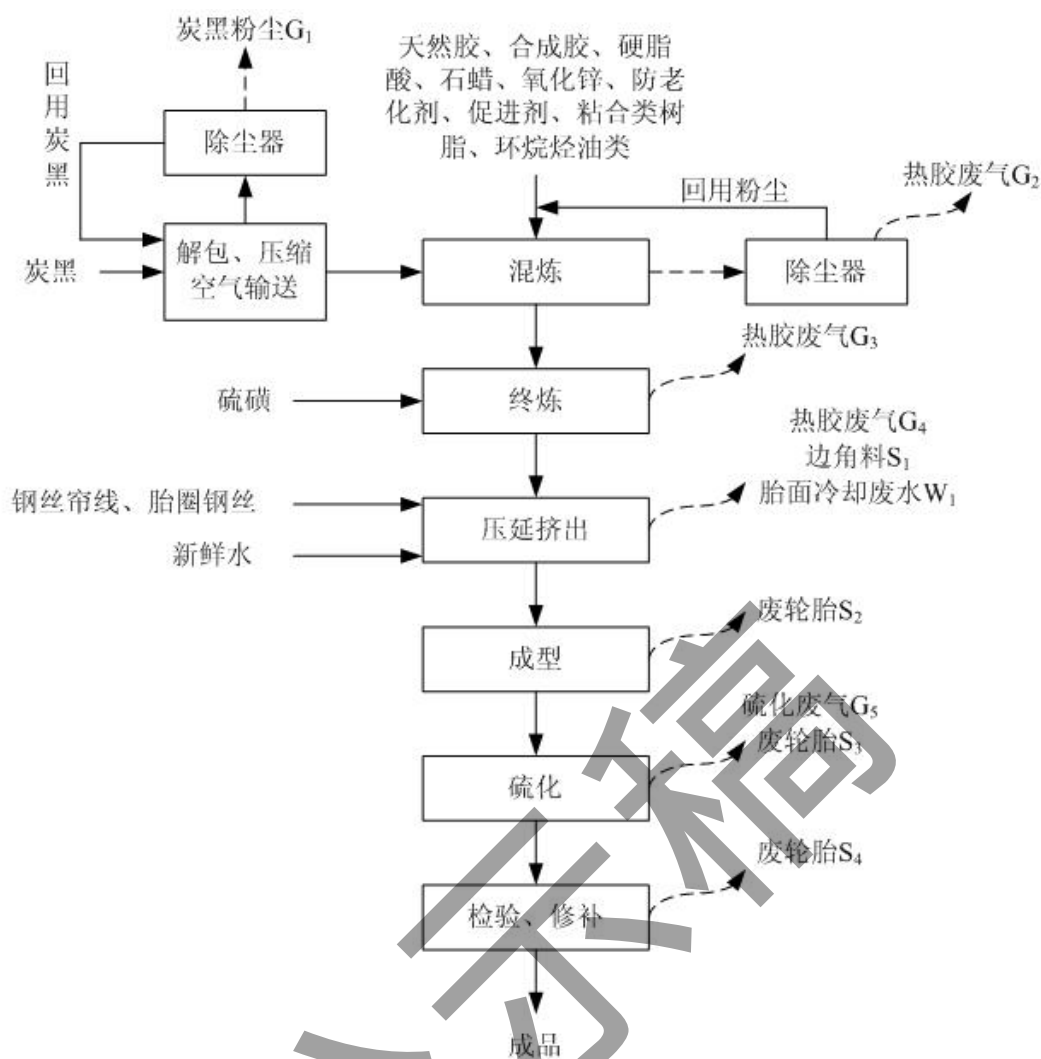 炭黑粉尘G₁
回
用
炭
黑
除尘器
天然胶、合成胶、硬脂
酸、石蜡、氧化锌、防老
化剂、促进剂、粘合类树
脂、环烷烃油类
热胶废气G₂
回用粉尘
炭黑
解包、压缩
空气输送
混炼
除尘器
热胶废气G₃
硫磺
终炼
热胶废气G₄
边角料S₁
胎面冷却废水W₁
钢丝帘线、胎圈钢丝
新鲜水
压延挤出
废轮胎S₂
成型
硫化废气G₅
废轮胎S₃
硫化
废轮胎S₄
检验、修补
成品
示稿